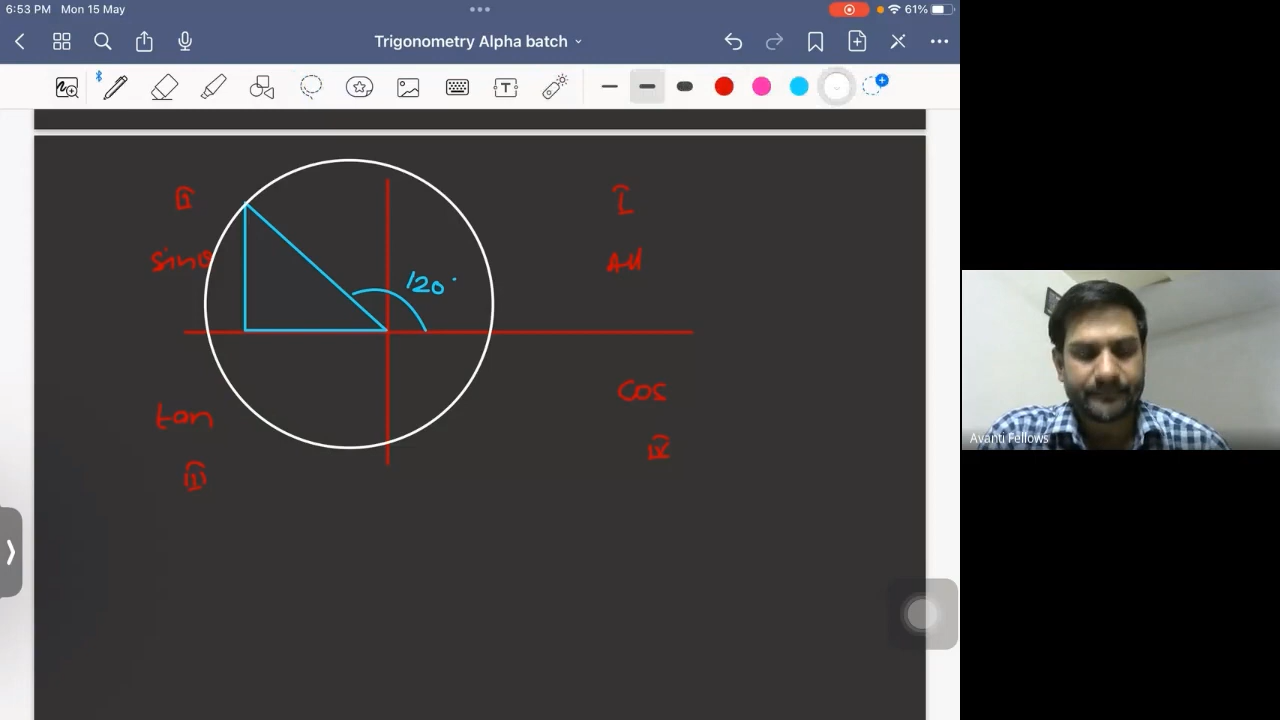 6:53 PM Mon 15 May
61%
Trigonometry Alpha batch
T
II
I
sinθ
All
120°
tan
Cos
III
IV
Avanti Fellows